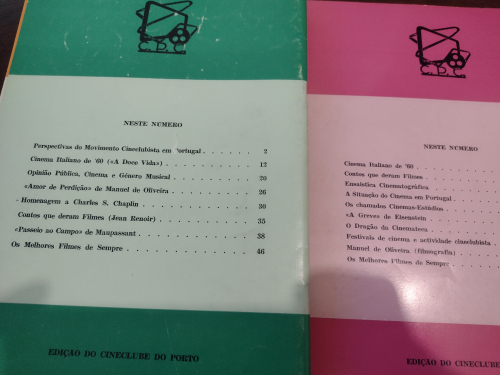 C.P.C
NESTE NÚMERO
Perspectivas do Movimento Cineclubista em Portugal . . . . . . 2
Cinema Italiano de '60 («A Doce Vida») . . . . . . . . . . 12
Opinião Pública, Cinema e Género Musical . . . . . . . . . 20
«Amor de Perdição» de Manuel de Oliveira . . . . . . . . . 26
- Homenagem a Charles S. Chaplin . . . . . . . . . . . 30
Contos que deram Filmes (Jean Renoir) . . . . . . . . . . 35
«Passeio ao Campo» de Maupassant . . . . . . . . . . . 38
Os Melhores Filmes de Sempre . . . . . . . . . . . . 46
EDIÇÃO DO CINECLUBE DO PORTO
C.P.C
NESTE NÚMERO
Cinema Italiano de '60 . . . . . .
Contos que deram Filmes . . . . . .
Ensaística Cinematográfica . . . . . .
A Situação do Cinema em Portugal . . . .
Os chamados Cinemas-Estúdios . . . . .
«A Greve» de Eisenstein . . . . . .
O Dragão da Cinemateca . . . . . .
Festivais de cinema e actividade cineclubista .
Manuel de Oliveira (filmografia) . . . .
Os Melhores Filmes de Sempre . . . .
EDIÇÃO DO CINECLUBE